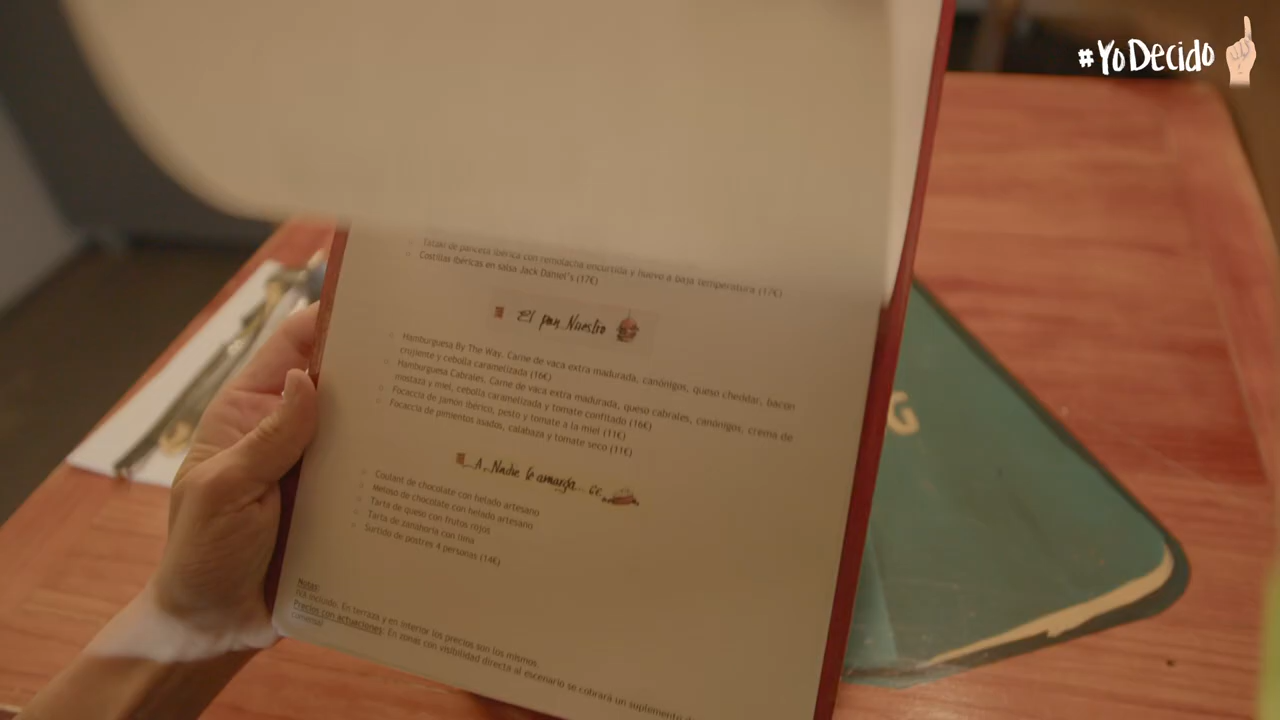 #YoDecido
Tataki de panceta ibérica con remolacha encurtida y huevo a baja temperatura (17€)
Costillas ibéricas en salsa Jack Daniel's (17€)
El pan Nuestro
Hamburguesa By The Way. Carne de vaca extra madurada, canónigos, queso cheddar, bacon
crujiente y cebolla caramelizada (16€)
Hamburguesa Cabrales. Carne de vaca extra madurada, queso cabrales, canónigos, crema de
mostaza y miel, cebolla caramelizada y tomate confitado (16€)
Focaccia de jamón ibérico, pesto y tomate a la miel (11€)
Focaccia de pimientos asados, calabaza y tomate seco (11€)
A Nadie le amarga 6€
Coulant de chocolate con helado artesano
Meloso de chocolate con helado artesano
Tarta de queso con frutos rojos
Tarta de zanahoria con lima
Surtido de postres 4 personas (14€)
Notas:
IVA incluido. En terraza y en interior los precios son los mismos.
Precios con actuaciones: En zonas con visibilidad directa al escenario se cobrará un suplemento
comensal
G